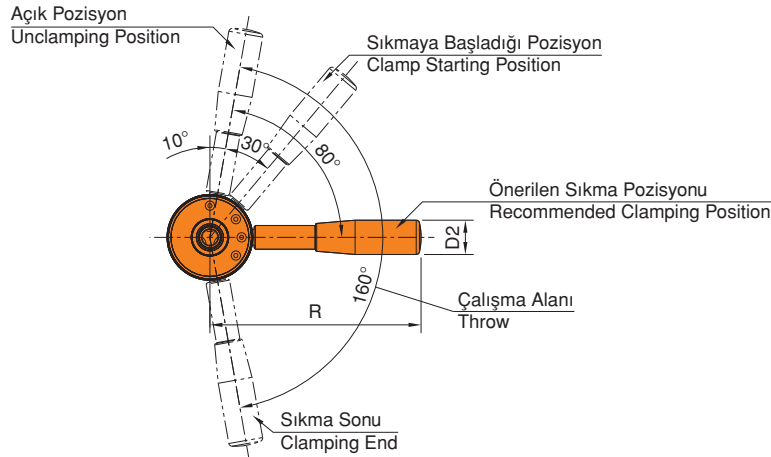 Açık Pozisyon
Unclamping Position
Sıkmaya Başladığı Pozisyon
Clamp Starting Position
10°
30°
80°
Önerilen Sıkma Pozisyonu
Recommended Clamping Position
D2
160°
R
Çalışma Alanı
Throw
Sıkma Sonu
Clamping End